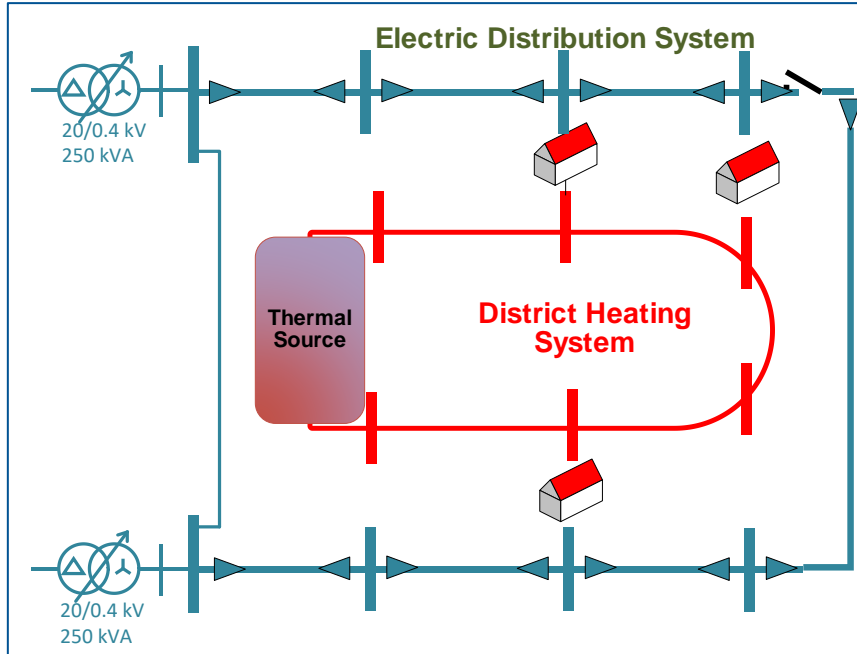 Electric Distribution System
20/0.4 kV
250 kVA
Thermal
Source
District Heating
System
20/0.4 kV
250 kVA